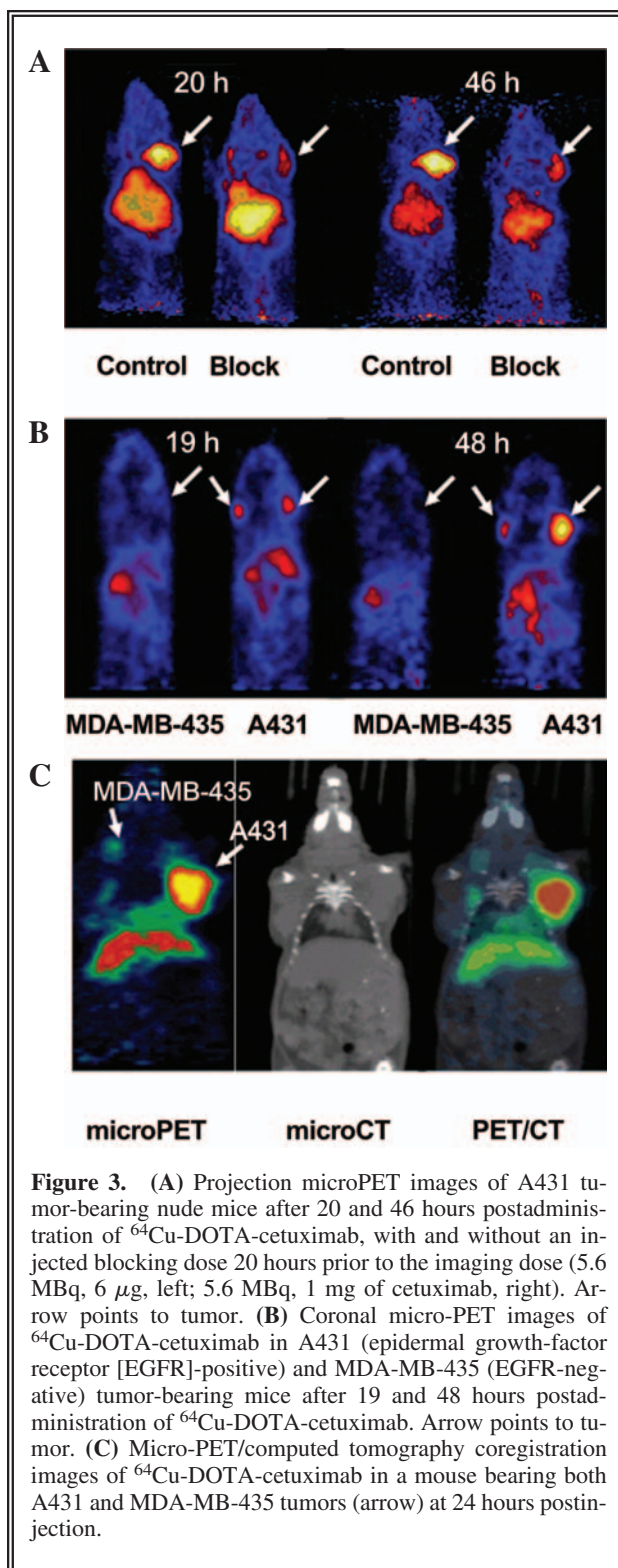 A
20 h
46 h
Control Block Control Block
B
19 h
48 h
MDA-MB-435 A431 MDA-MB-435 A431
C
MDA-MB-435
A431
microPET microCT PET/CT
Figure 3. (A) Projection microPET images of A431 tu-
mor-bearing nude mice after 20 and 46 hours postadminis-
tration of ⁶⁴Cu-DOTA-cetuximab, with and without an in-
jected blocking dose 20 hours prior to the imaging dose (5.6
MBq, 6 μg, left; 5.6 MBq, 1 mg of cetuximab, right). Ar-
row points to tumor. (B) Coronal micro-PET images of
⁶⁴Cu-DOTA-cetuximab in A431 (epidermal growth-factor
receptor [EGFR]-positive) and MDA-MB-435 (EGFR-neg-
ative) tumor-bearing mice after 19 and 48 hours postad-
ministration of ⁶⁴Cu-DOTA-cetuximab. Arrow points to tu-
mor. (C) Micro-PET/computed tomography coregistration
images of ⁶⁴Cu-DOTA-cetuximab in a mouse bearing both
A431 and MDA-MB-435 tumors (arrow) at 24 hours postin-
jection.